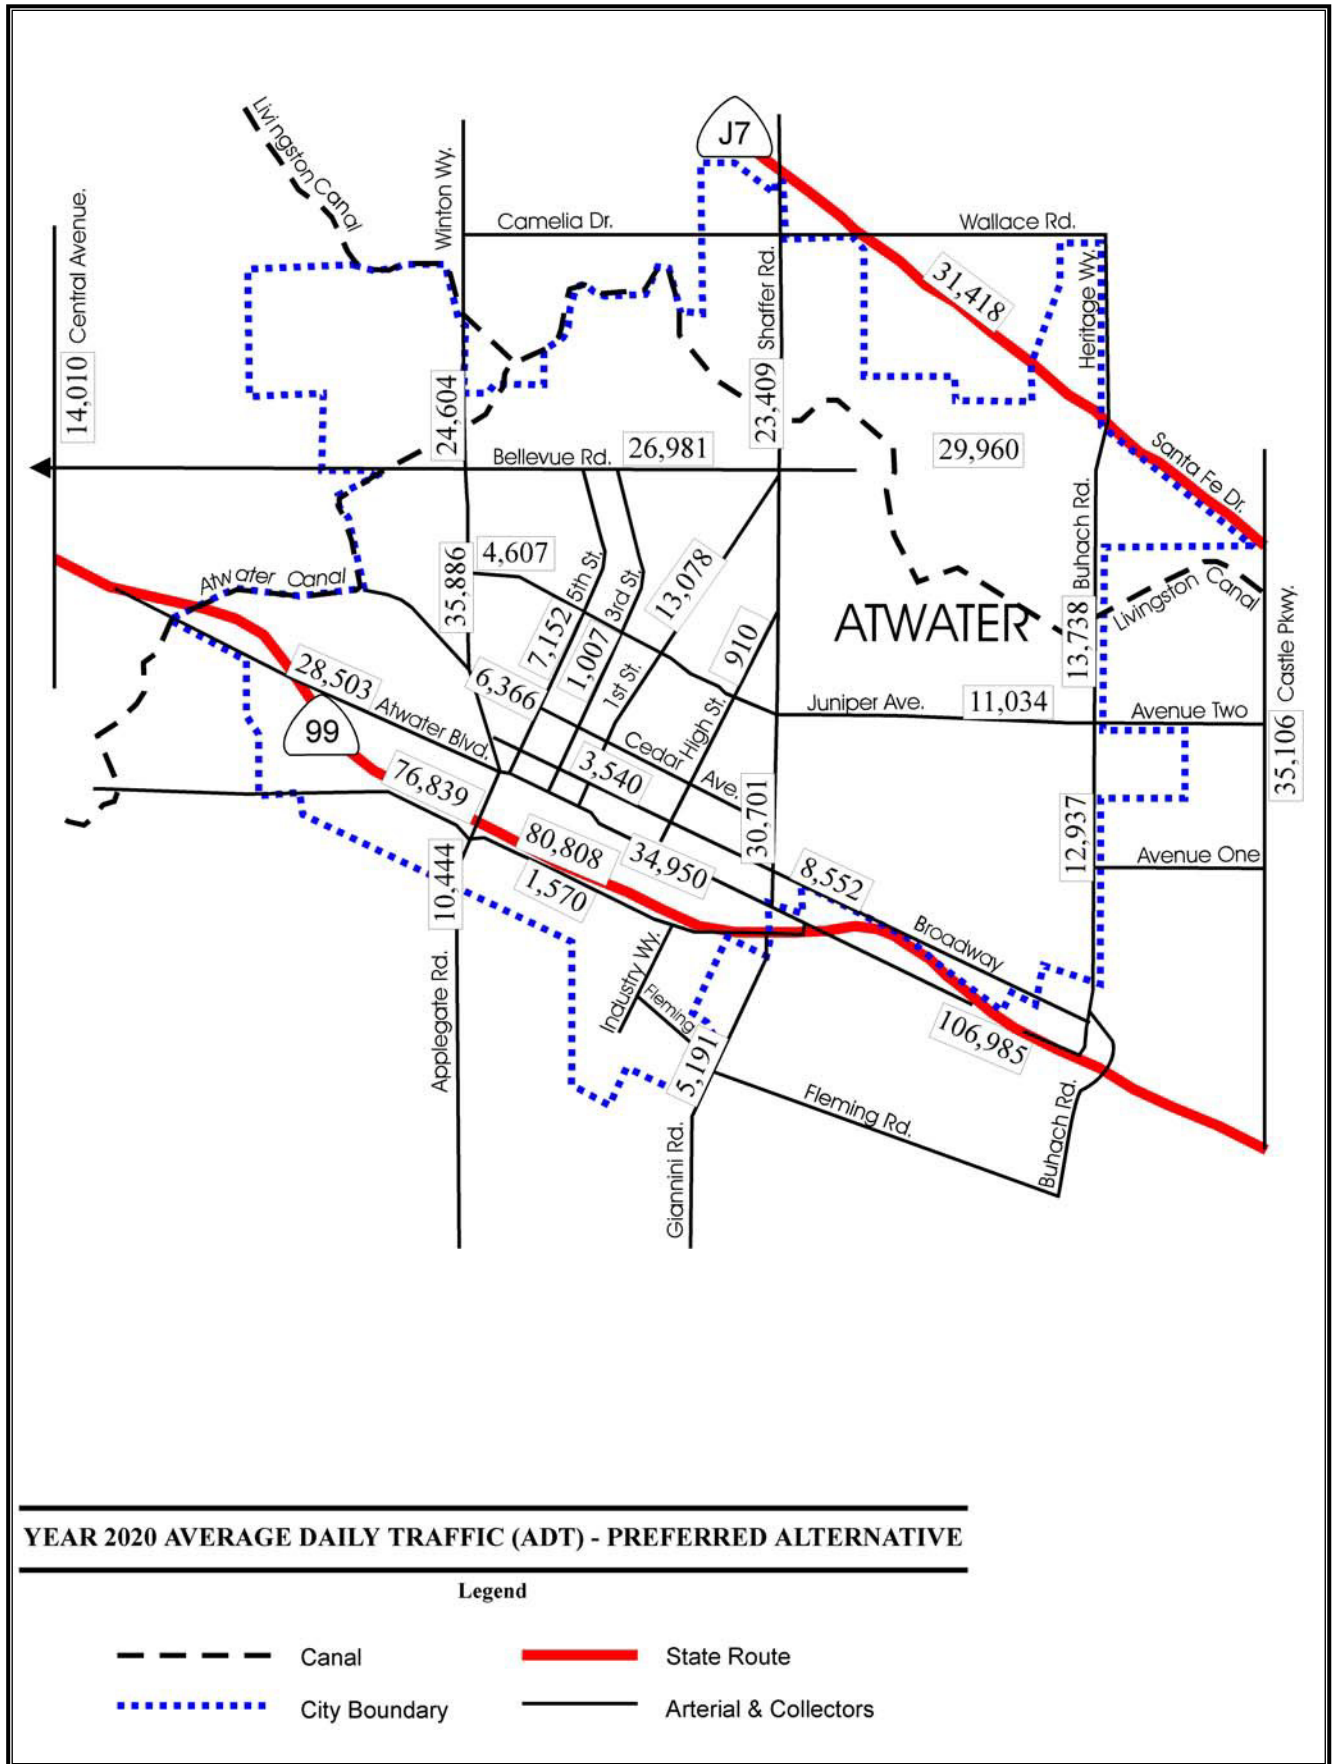 J7
Livingston Canal
Winton Wy.
Central Avenue.
Camelia Dr.
Wallace Rd.
Shaffer Rd.
Heritage Wy.
31,418
14,010
24,604
23,409
Bellevue Rd.
26,981
29,960
Santa Fe Dr.
Buhach Rd.
35,886
4,607
5th St.
3rd St.
13,078
Atwater Canal
Livingston Canal
7,152
1,007
910
ATWATER
13,738
Castle Pkwy.
28,503
6,366
1st St.
Cedar
High St.
Ave.
Juniper Ave.
11,034
Avenue Two
35,106
99
Atwater Blvd.
76,839
3,540
30,701
12,937
80,808
34,950
10,444
1,570
8,552
Avenue One
Broadway
Applegate Rd.
Industry Wy.
Fleming
5,191
106,985
Fleming Rd.
Giannini Rd.
Buhach Rd.
YEAR 2020 AVERAGE DAILY TRAFFIC (ADT) - PREFERRED ALTERNATIVE
Legend
Canal
State Route
City Boundary
Arterial & Collectors